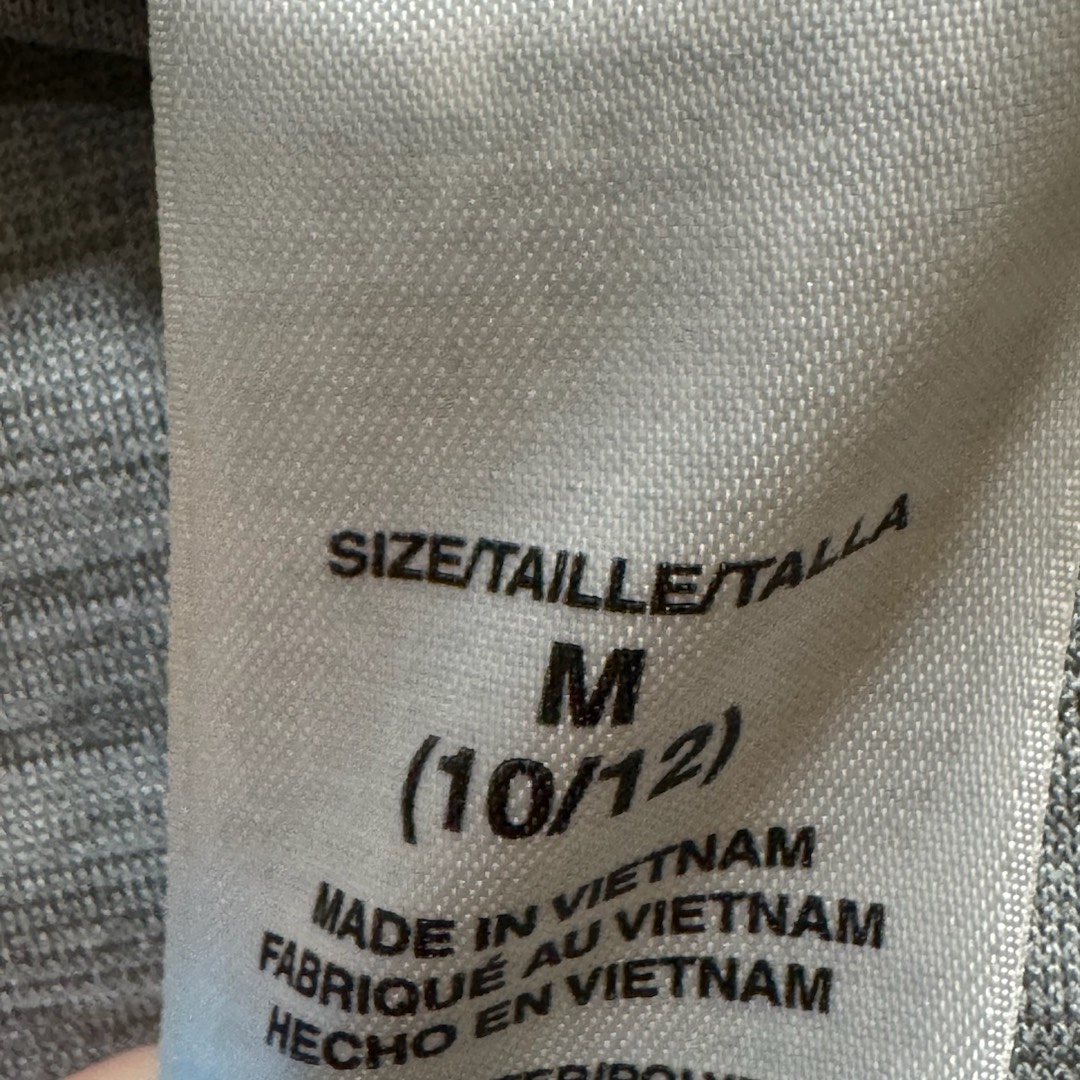 SIZE/TAILLE/TALLA
M
(10/12)
MADE IN VIETNAM
FABRIQUÉ AU VIETNAM
HECHO EN VIETNAM